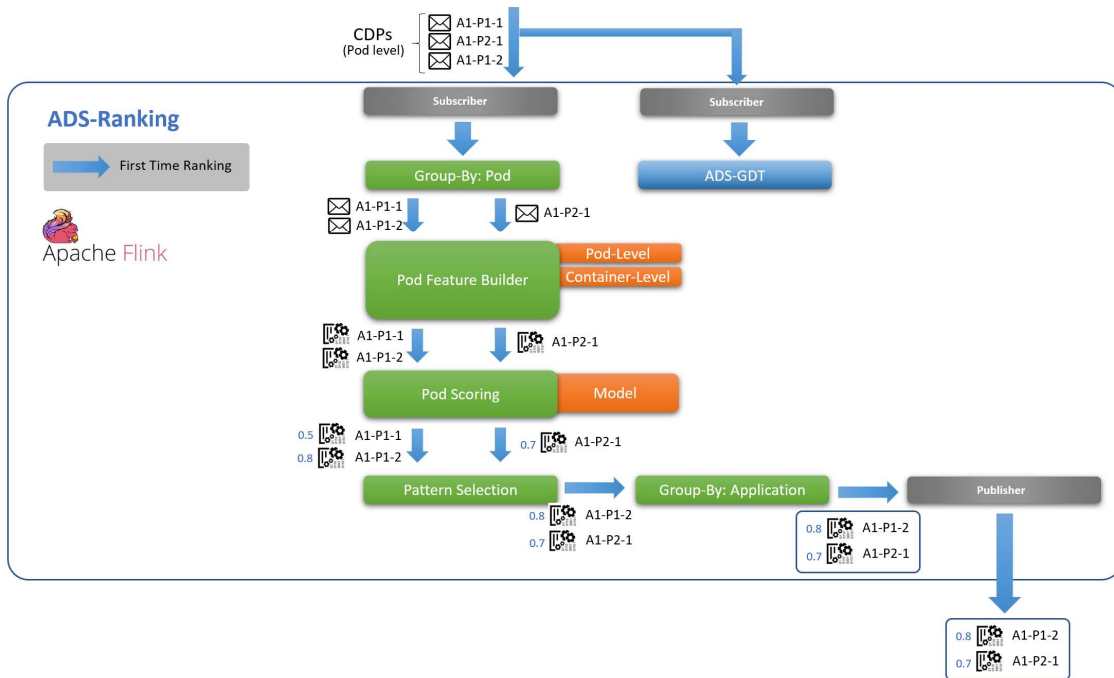 CDPs
(Pod level)
A1-P1-1
A1-P2-1
A1-P1-2
ADS-Ranking
First Time Ranking
Apache Flink
Subscriber
Subscriber
Group-By: Pod
ADS-GDT
A1-P1-1
A1-P1-2
A1-P2-1
Pod Feature Builder
Pod-Level
Container-Level
A1-P1-1
A1-P1-2
A1-P2-1
Pod Scoring
Model
0.5 A1-P1-1
0.8 A1-P1-2
0.7 A1-P2-1
Pattern Selection
Group-By: Application
Publisher
0.8 A1-P1-2
0.7 A1-P2-1
0.8 A1-P1-2
0.7 A1-P2-1
0.8 A1-P1-2
0.7 A1-P2-1